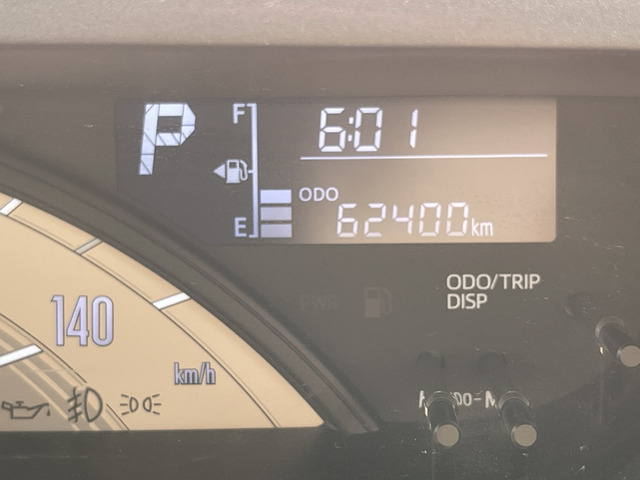 P
F
6:01
E
ODO
62400km
ODO/TRIP
DISP
PWR
140
km/h